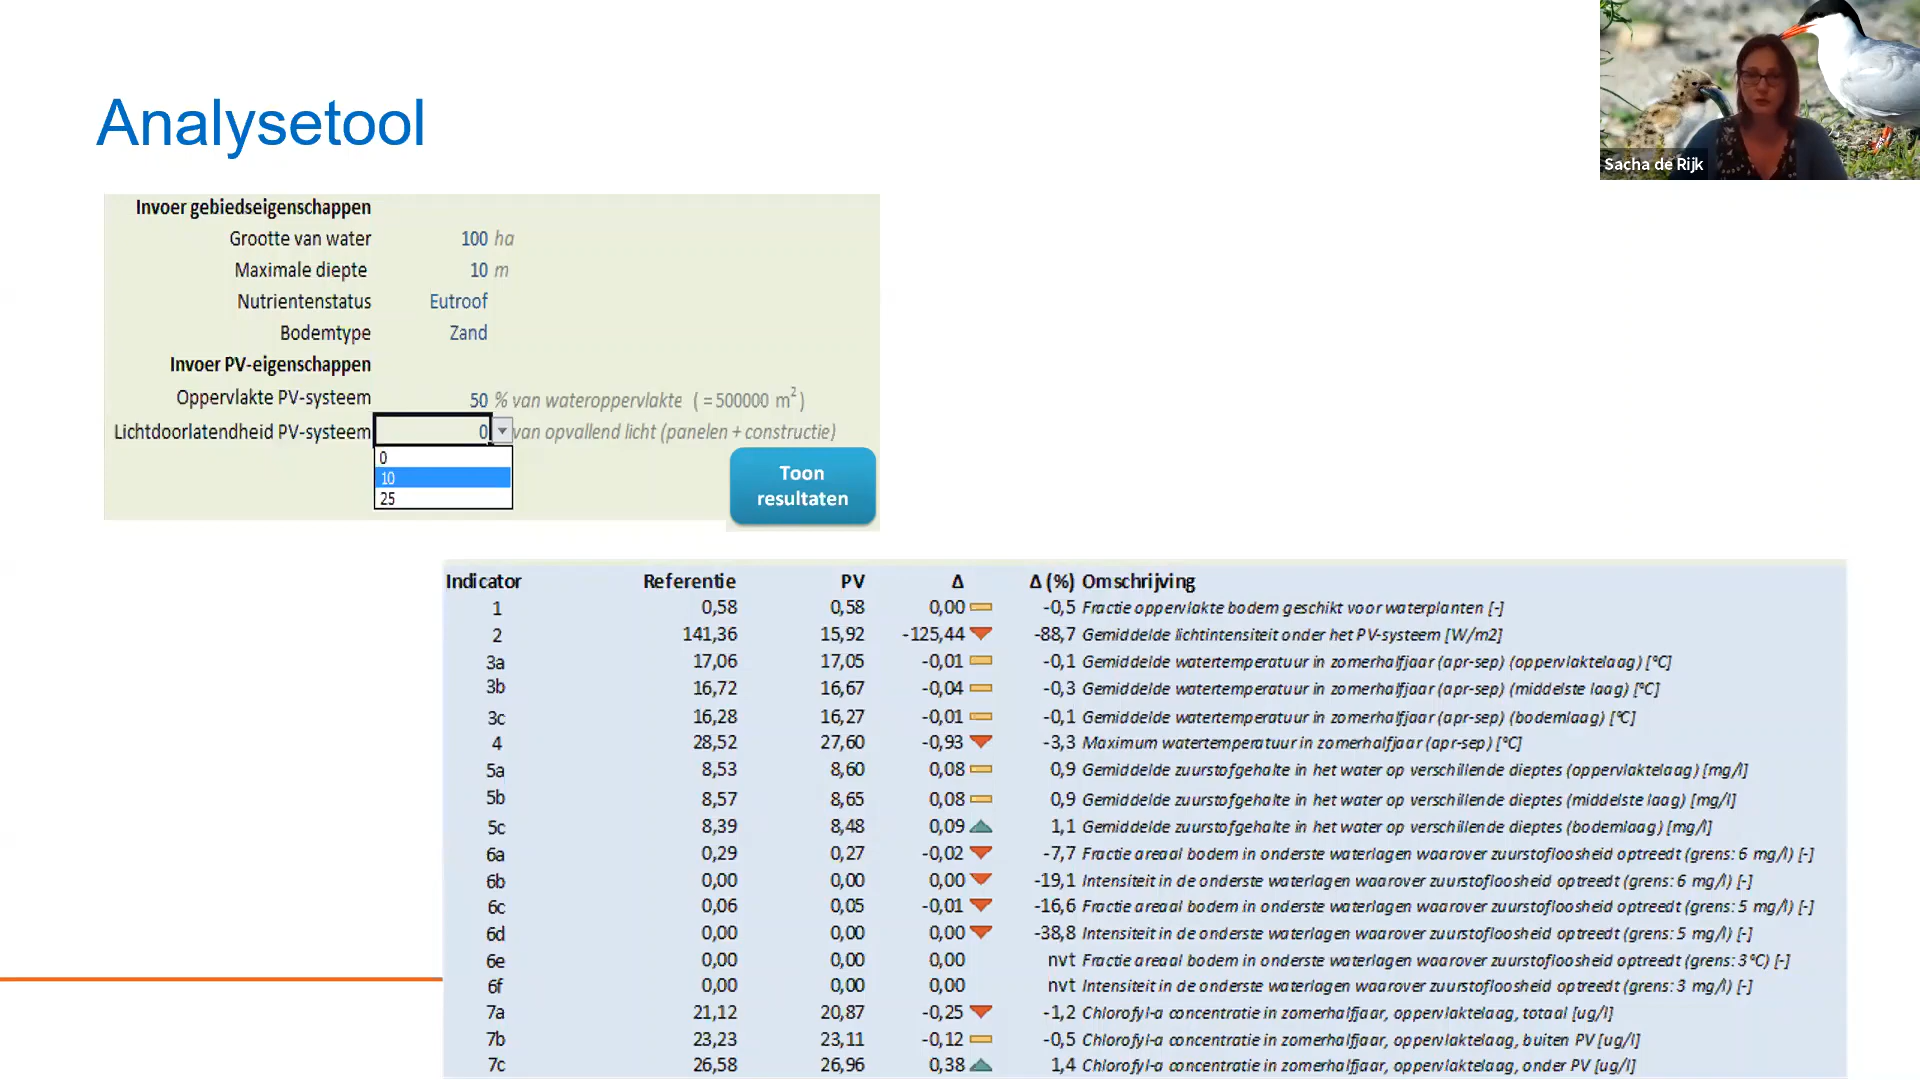 Sacha de Rijk
Analysetool
Invoer gebiedseigenschappen
Grootte van water 100 ha
Maximale diepte 10 m
Nutrientenstatus Eutroof
Bodemtype Zand
Invoer PV-eigenschappen
Oppervlakte PV-systeem 50 % van wateroppervlakte ( = 500000 m² )
Lichtdoorlatendheid PV-systeem 0 van opvallend licht (panelen + constructie)
0
10
25
Toon
resultaten
Indicator Referentie PV Δ Δ (%) Omschrijving
1 0,58 0,58 0,00 -0,5 Fractie oppervlakte bodem geschikt voor waterplanten [-]
2 141,36 15,92 -125,44 -88,7 Gemiddelde lichtintensiteit onder het PV-systeem [W/m2]
3a 17,06 17,05 -0,01 -0,1 Gemiddelde watertemperatuur in zomerhalfjaar (apr-sep) (oppervlaktelaag) [°C]
3b 16,72 16,67 -0,04 -0,3 Gemiddelde watertemperatuur in zomerhalfjaar (apr-sep) (middelste laag) [°C]
3c 16,28 16,27 -0,01 -0,1 Gemiddelde watertemperatuur in zomerhalfjaar (apr-sep) (bodemlaag) [°C]
4 28,52 27,60 -0,93 -3,3 Maximum watertemperatuur in zomerhalfjaar (apr-sep) [°C]
5a 8,53 8,60 0,08 0,9 Gemiddelde zuurstofgehalte in het water op verschillende dieptes (oppervlaktelaag) [mg/l]
5b 8,57 8,65 0,08 0,9 Gemiddelde zuurstofgehalte in het water op verschillende dieptes (middelste laag) [mg/l]
5c 8,39 8,48 0,09 1,1 Gemiddelde zuurstofgehalte in het water op verschillende dieptes (bodemlaag) [mg/l]
6a 0,29 0,27 -0,02 -7,7 Fractie areaal bodem in onderste waterlagen waarover zuurstofloosheid optreedt (grens: 6 mg/l) [-]
6b 0,00 0,00 0,00 -19,1 Intensiteit in de onderste waterlagen waarover zuurstofloosheid optreedt (grens: 6 mg/l) [-]
6c 0,06 0,05 -0,01 -16,6 Fractie areaal bodem in onderste waterlagen waarover zuurstofloosheid optreedt (grens: 5 mg/l) [-]
6d 0,00 0,00 0,00 -38,8 Intensiteit in de onderste waterlagen waarover zuurstofloosheid optreedt (grens: 5 mg/l) [-]
6e 0,00 0,00 0,00 nvt Fractie areaal bodem in onderste waterlagen waarover zuurstofloosheid optreedt (grens: 3°C) [-]
6f 0,00 0,00 0,00 nvt Intensiteit in de onderste waterlagen waarover zuurstofloosheid optreedt (grens: 3 mg/l) [-]
7a 21,12 20,87 -0,25 -1,2 Chlorofyl-a concentratie in zomerhalfjaar, oppervlaktelaag, totaal [ug/l]
7b 23,23 23,11 -0,12 -0,5 Chlorofyl-a concentratie in zomerhalfjaar, oppervlaktelaag, buiten PV [ug/l]
7c 26,58 26,96 0,38 1,4 Chlorofyl-a concentratie in zomerhalfjaar, oppervlaktelaag, onder PV [ug/l]